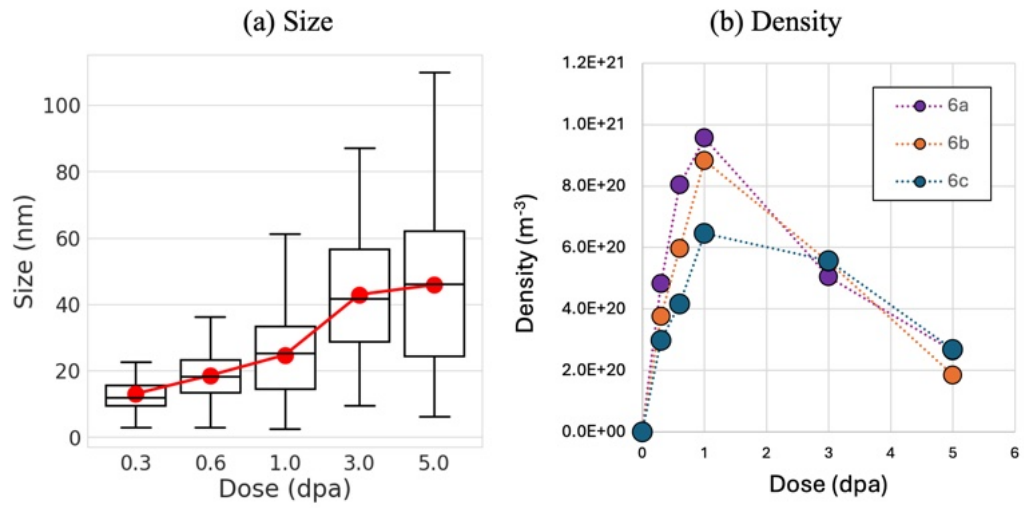 (a) Size
(b) Density
Size (nm)
100
80
60
40
20
0
0.3 0.6 1.0 3.0 5.0
Dose (dpa)
Density (m-3)
1.2E+21
1.0E+21
8.0E+20
6.0E+20
4.0E+20
2.0E+20
0.0E+00
6a
6b
6c
0 1 2 3 4 5 6
Dose (dpa)